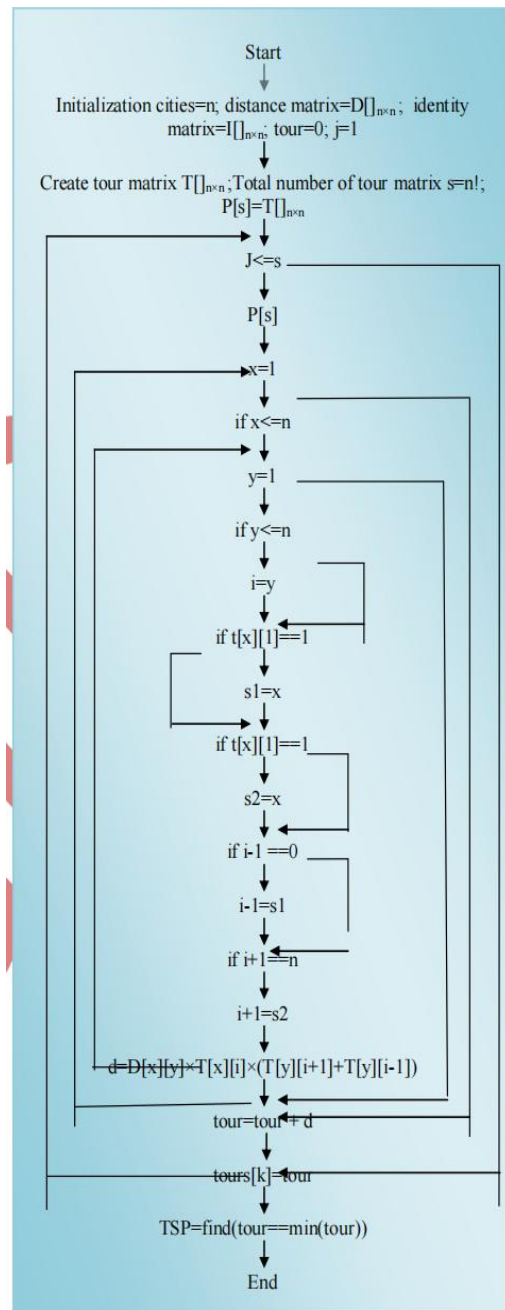 Start
Initialization cities=n; distance matrix=D[]n×n; identity
matrix=I[]n×n; tour=0; j=1
Create tour matrix T[]n×n;Total number of tour matrix s=n!;
P[s]=T[]n×n
J<=s
P[s]
x=1
if x<=n
y=1
if y<=n
i=y
if t[x][1]==1
s1=x
if t[x][1]==1
s2=x
if i-1 ==0
i-1=s1
if i+1==n
i+1=s2
d=D[x][y]×T[x][i]×(T[y][i+1]+T[y][i-1])
tour=tour + d
tours[k]=tour
TSP=find(tour==min(tour))
End